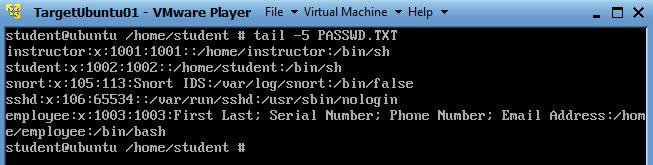 TargetUbuntu01 - VMware Player File Virtual Machine Help
student@ubuntu /home/student # tail -5 PASSWD.TXT
instructor:x:1001:1001::/home/instructor:/bin/sh
student:x:1002:1002::/home/student:/bin/sh
snort:x:105:113:Snort IDS:/var/log/snort:/bin/false
sshd:x:106:65534::/var/run/sshd:/usr/sbin/nologin
employee:x:1003:1003:First Last; Serial Number; Phone Number; Email Address:/hom
e/employee:/bin/bash
student@ubuntu /home/student #